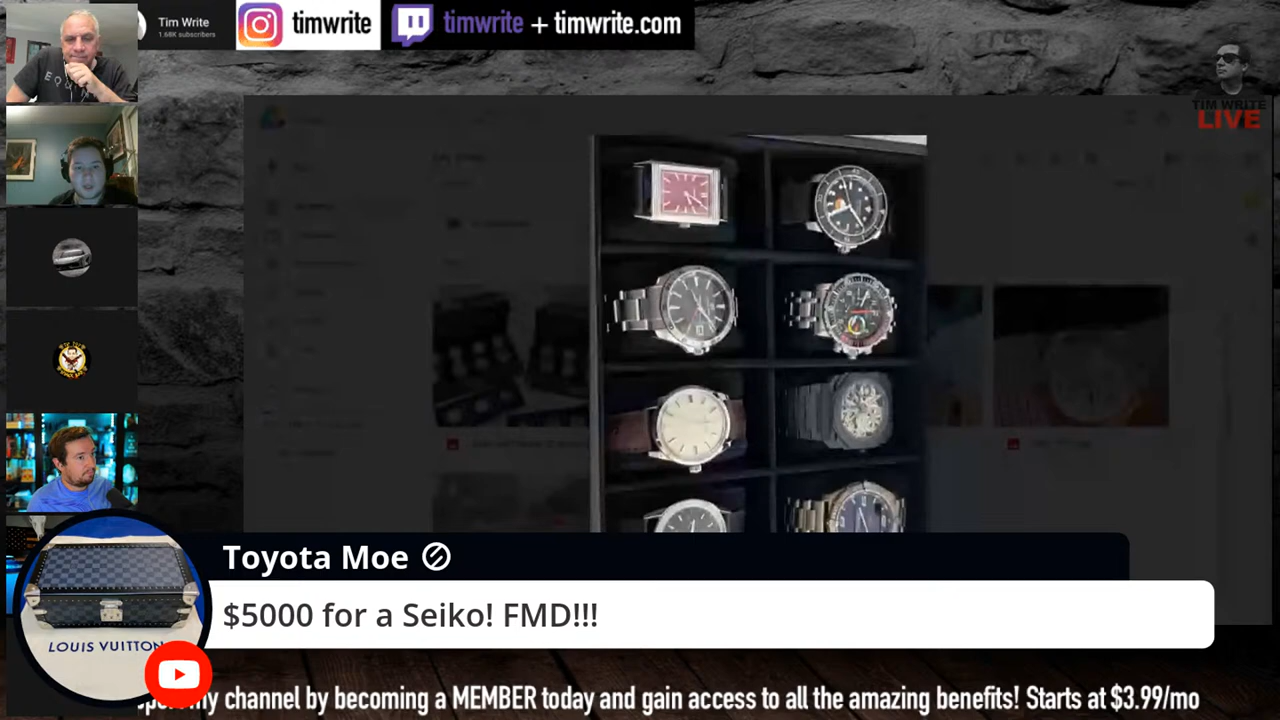 Tim Write
1.68K subscribers
timwrite
timwrite + timwrite.com
TIM WRITE
LIVE
EQU
Toyota Moe
$5000 for a Seiko! FMD!!!
LOUIS VUITTON
my channel by becoming a MEMBER today and gain access to all the amazing benefits! Starts at $3.99/mo